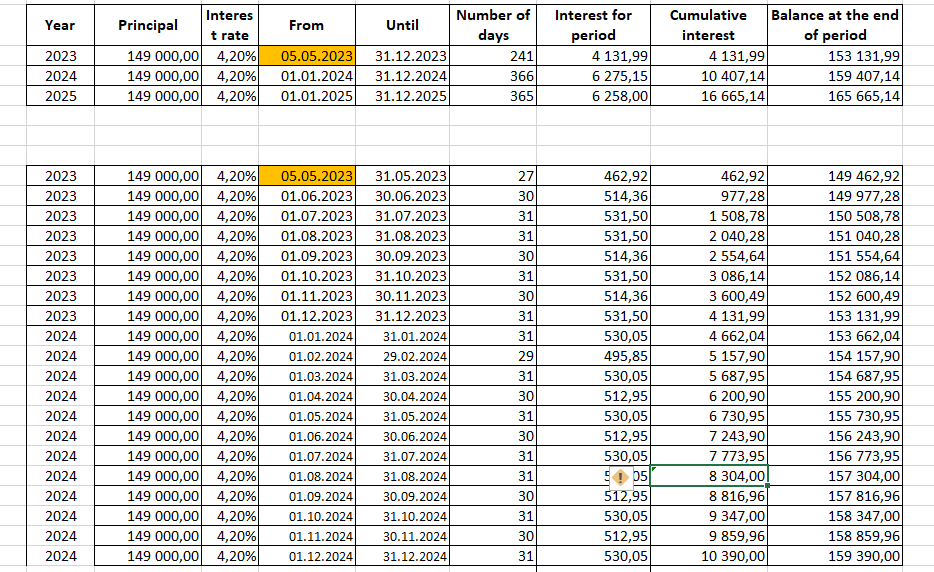 Year Principal Interes t rate From Until Number of days Interest for period Cumulative interest Balance at the end of period
2023 149 000,00 4,20% 05.05.2023 31.12.2023 241 4 131,99 4 131,99 153 131,99
2024 149 000,00 4,20% 01.01.2024 31.12.2024 366 6 275,15 10 407,14 159 407,14
2025 149 000,00 4,20% 01.01.2025 31.12.2025 365 6 258,00 16 665,14 165 665,14
2023 149 000,00 4,20% 05.05.2023 31.05.2023 27 462,92 462,92 149 462,92
2023 149 000,00 4,20% 01.06.2023 30.06.2023 30 514,36 977,28 149 977,28
2023 149 000,00 4,20% 01.07.2023 31.07.2023 31 531,50 1 508,78 150 508,78
2023 149 000,00 4,20% 01.08.2023 31.08.2023 31 531,50 2 040,28 151 040,28
2023 149 000,00 4,20% 01.09.2023 30.09.2023 30 514,36 2 554,64 151 554,64
2023 149 000,00 4,20% 01.10.2023 31.10.2023 31 531,50 3 086,14 152 086,14
2023 149 000,00 4,20% 01.11.2023 30.11.2023 30 514,36 3 600,49 152 600,49
2023 149 000,00 4,20% 01.12.2023 31.12.2023 31 531,50 4 131,99 153 131,99
2024 149 000,00 4,20% 01.01.2024 31.01.2024 31 530,05 4 662,04 153 662,04
2024 149 000,00 4,20% 01.02.2024 29.02.2024 29 495,85 5 157,90 154 157,90
2024 149 000,00 4,20% 01.03.2024 31.03.2024 31 530,05 5 687,95 154 687,95
2024 149 000,00 4,20% 01.04.2024 30.04.2024 30 512,95 6 200,90 155 200,90
2024 149 000,00 4,20% 01.05.2024 31.05.2024 31 530,05 6 730,95 155 730,95
2024 149 000,00 4,20% 01.06.2024 30.06.2024 30 512,95 7 243,90 156 243,90
2024 149 000,00 4,20% 01.07.2024 31.07.2024 31 530,05 7 773,95 156 773,95
2024 149 000,00 4,20% 01.08.2024 31.08.2024 31 8 304,00 157 304,00
2024 149 000,00 4,20% 01.09.2024 30.09.2024 30 512,95 8 816,96 157 816,96
2024 149 000,00 4,20% 01.10.2024 31.10.2024 31 530,05 9 347,00 158 347,00
2024 149 000,00 4,20% 01.11.2024 30.11.2024 30 512,95 9 859,96 158 859,96
2024 149 000,00 4,20% 01.12.2024 31.12.2024 31 530,05 10 390,00 159 390,00